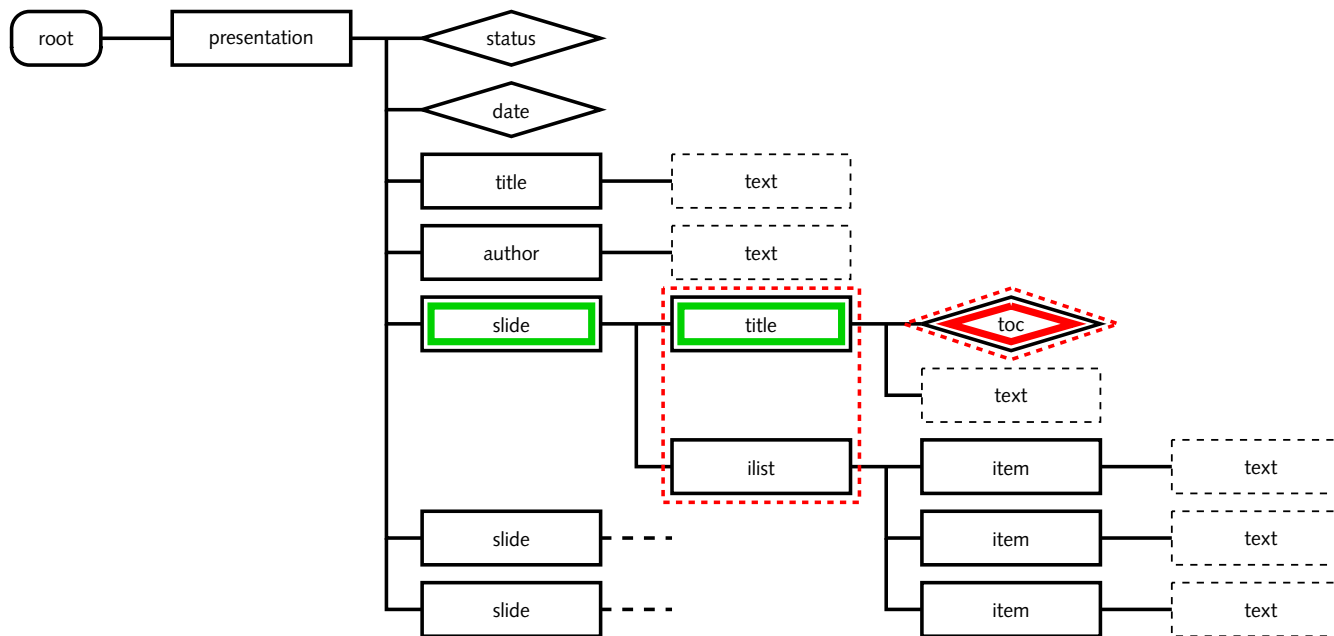 root presentation status
date
title text
author text
slide title toc
text
ilist item text
slide item text
slide item text